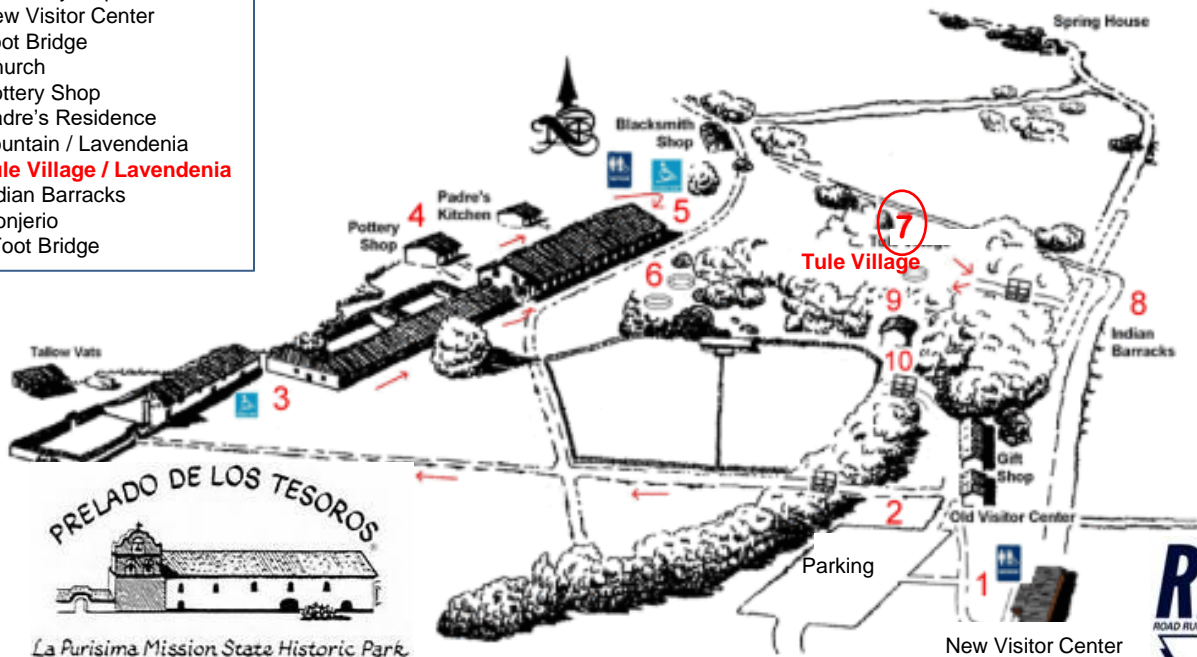 ew Visitor Center
oot Bridge
hurch
ottery Shop
adre's Residence
ountain / Lavendenia
ule Village / Lavendenia
dian Barracks
onjerio
oot Bridge
Spring House
Blacksmith
Shop
Padre's
Kitchen
4
Pottery
Shop
5
7
Tule Village
6
9
8
Indian
Barracks
10
Tallow Vats
3
Gift
Shop
2
Old Visitor Center
Parking
1
New Visitor Center
PRELADO DE LOS TESOROS
La Purisima Mission State Historic Park
R
ROAD RU